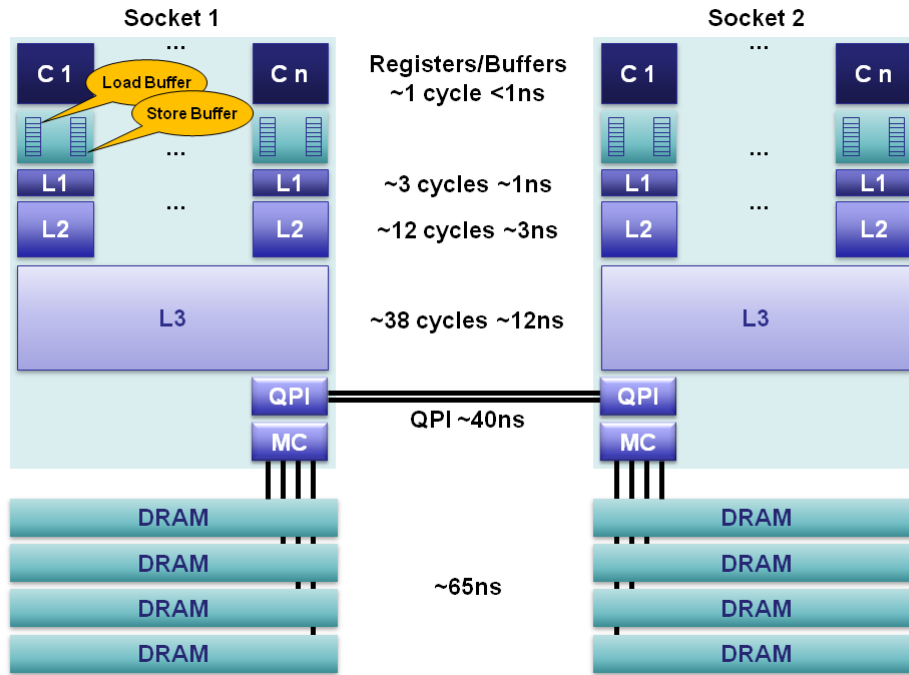 Socket 1
Socket 2
...
...
C 1
C n
Registers/Buffers
~1 cycle <1ns
C 1
C n
Load Buffer
Store Buffer
...
...
L1
L1
~3 cycles ~1ns
L1
L1
...
...
L2
L2
~12 cycles ~3ns
L2
L2
L3
~38 cycles ~12ns
L3
QPI
QPI
QPI ~40ns
MC
MC
DRAM
DRAM
DRAM
DRAM
~65ns
DRAM
DRAM
DRAM
DRAM